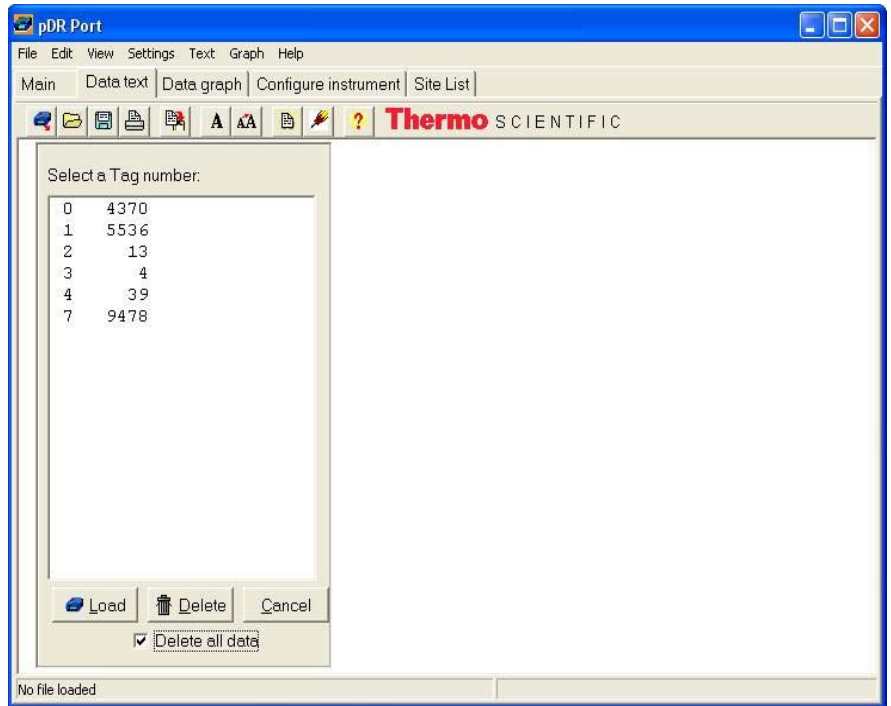 pDR Port
File Edit View Settings Text Graph Help
Main Data text Data graph Configure instrument Site List
A AA ? Thermo SCIENTIFIC
Select a Tag number:
0 4370
1 5536
2 13
3 4
4 39
7 9478
Load Delete Cancel
Delete all data
No file loaded